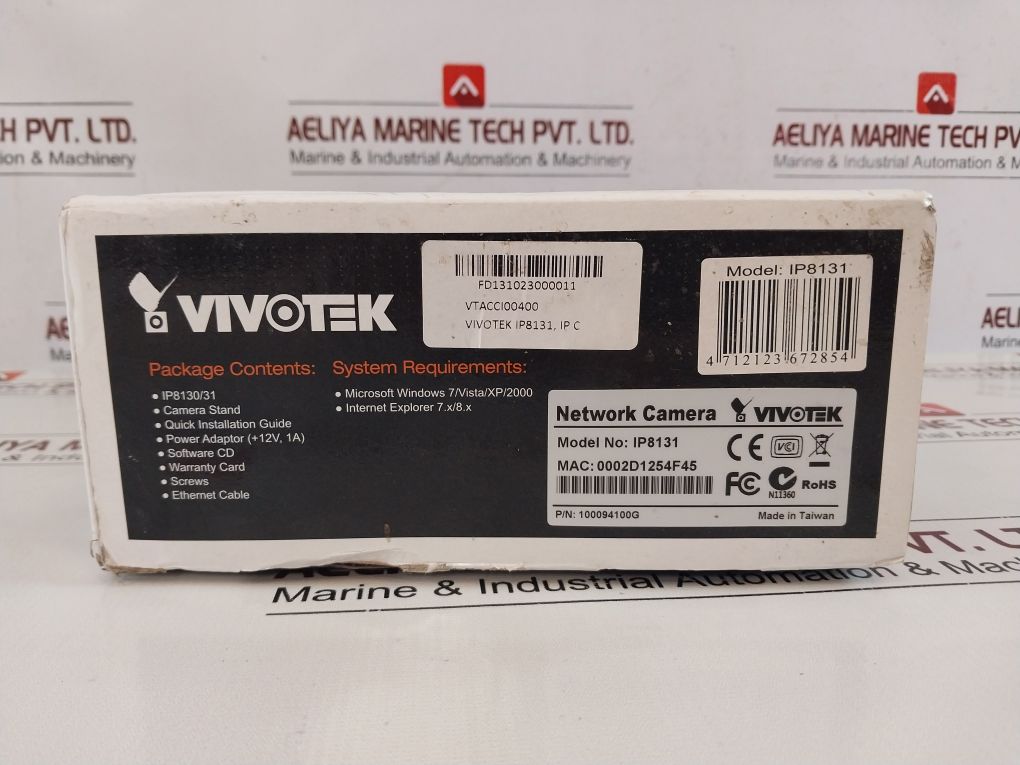 H PVT. LTD.
n & Machinery
AELIYA MARINE TECH PVT. LTD.
Marine & Industrial Automation & Machinery
AELIYA MARINE TECH PV
Marine & Industrial Automation & M
VIVOTEK
FD131023000011
VTACCI00400
VIVOTEK IP8131, IP C
Model: IP8131
4 712123 672854
Package Contents:
• IP8130/31
• Camera Stand
• Quick Installation Guide
• Power Adaptor (+12V, 1A)
• Software CD
• Warranty Card
• Screws
• Ethernet Cable
System Requirements:
• Microsoft Windows 7/Vista/XP/2000
• Internet Explorer 7.x/8.x
Network Camera VIVOTEK
Model No: IP8131
MAC: 0002D1254F45
CE VCI
FC N11360 RoHS
P/N: 100094100G Made in Taiwan
AELI
Marine
Marine & Industrial Automation & Mach